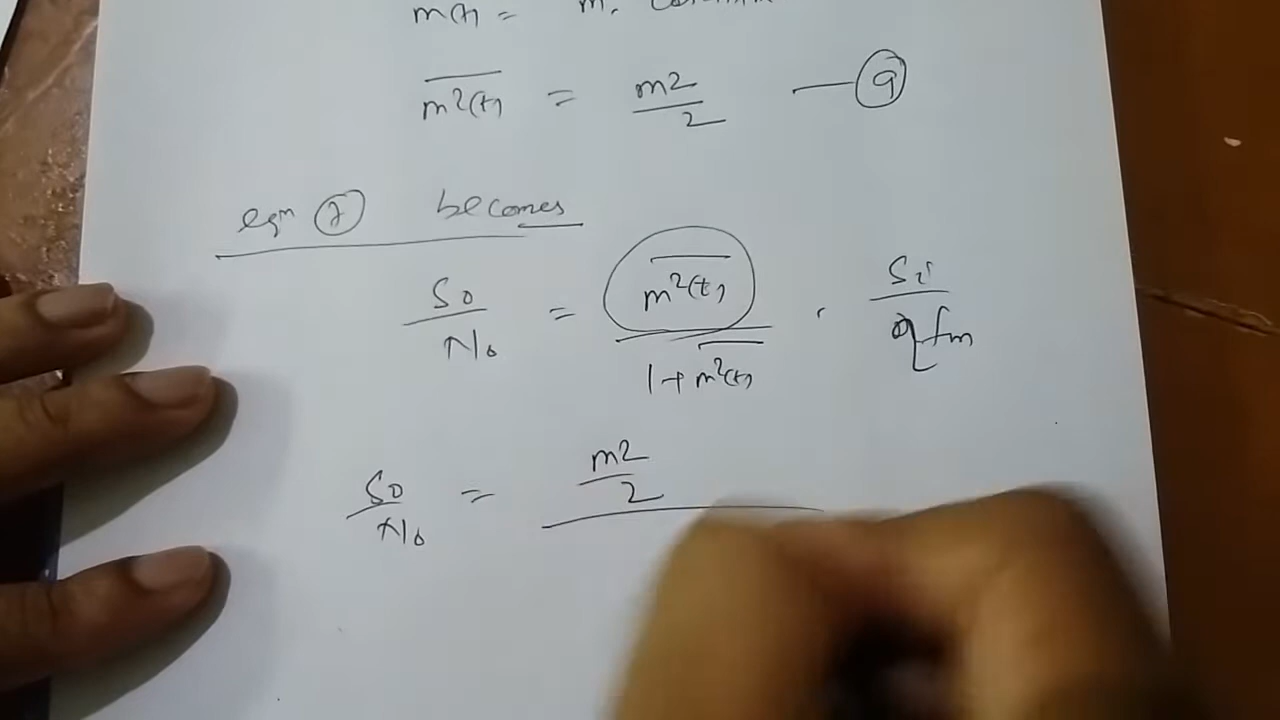 m(t) = m.
m2(t) = m2/2 — 9
eqn 7 becomes
So/No = m2(t)/1+m2(t) . Si/ηfm
So/No = m2/2